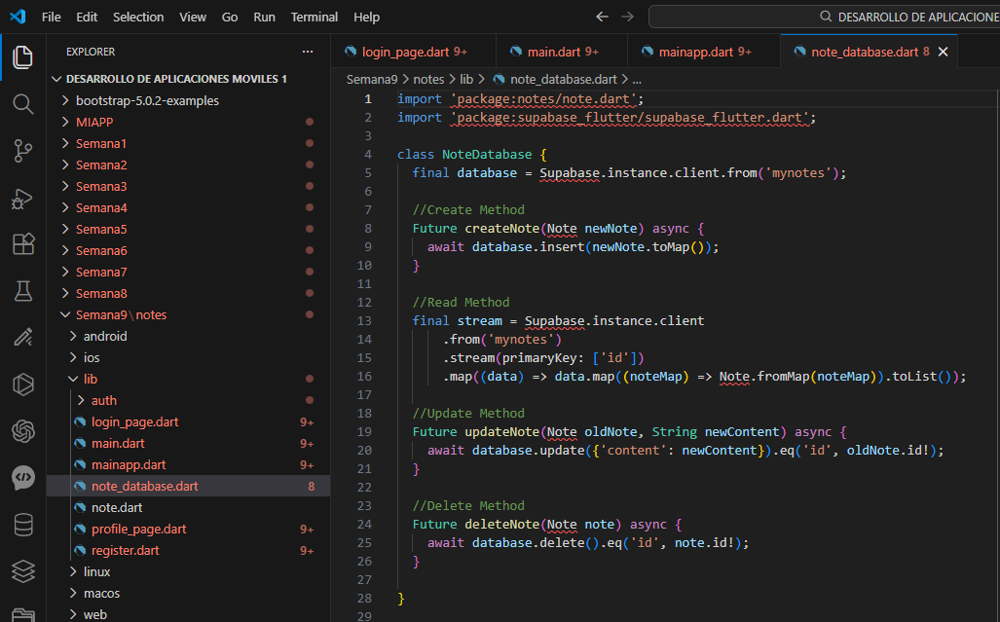 File Edit Selection View Go Run Terminal Help
DESARROLLO DE APLICACIONE
EXPLORER ...
DESARROLLO DE APLICACIONES MOVILES 1
bootstrap-5.0.2-examples
MIAPP
Semana1
Semana2
Semana3
Semana4
Semana5
Semana6
Semana7
Semana8
Semana9\notes
android
ios
lib
auth
login_page.dart 9+
main.dart 9+
mainapp.dart 9+
note_database.dart 8
note.dart
profile_page.dart 9+
register.dart 9+
linux
macos
web
login_page.dart 9+ main.dart 9+ mainapp.dart 9+ note_database.dart 8
Semana9 > notes > lib > note_database.dart > ...
1 import 'package:notes/note.dart';
2 import 'package:supabase_flutter/supabase_flutter.dart';
3
4 class NoteDatabase {
5 final database = Supabase.instance.client.from('mynotes');
6
7 //Create Method
8 Future createNote(Note newNote) async {
9 await database.insert(newNote.toMap());
10 }
11
12 //Read Method
13 final stream = Supabase.instance.client
14 .from('mynotes')
15 .stream(primaryKey: ['id'])
16 .map((data) => data.map((noteMap) => Note.fromMap(noteMap)).toList());
17
18 //Update Method
19 Future updateNote(Note oldNote, String newContent) async {
20 await database.update({'content': newContent}).eq('id', oldNote.id!);
21 }
22
23 //Delete Method
24 Future deleteNote(Note note) async {
25 await database.delete().eq('id', note.id!);
26 }
27
28 }
29